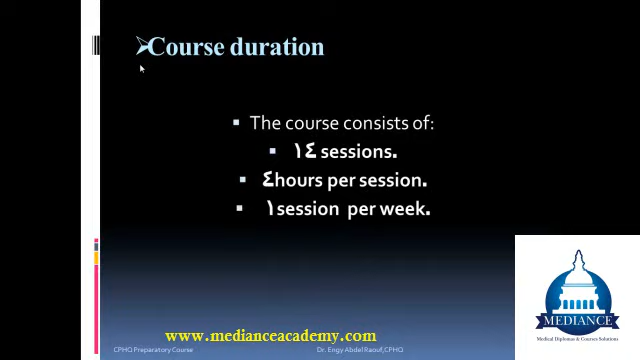 ➢Course duration
▪ The course consists of:
▪ ١٤ sessions.
▪ ٤hours per session.
▪ ١session per week.
MEDIANCE
Medical Diplomas & Courses Solutions
www.medianceacademy.com
CPHQ Preparatory Course
Dr. Engy Abdel Raouf,CPHQ